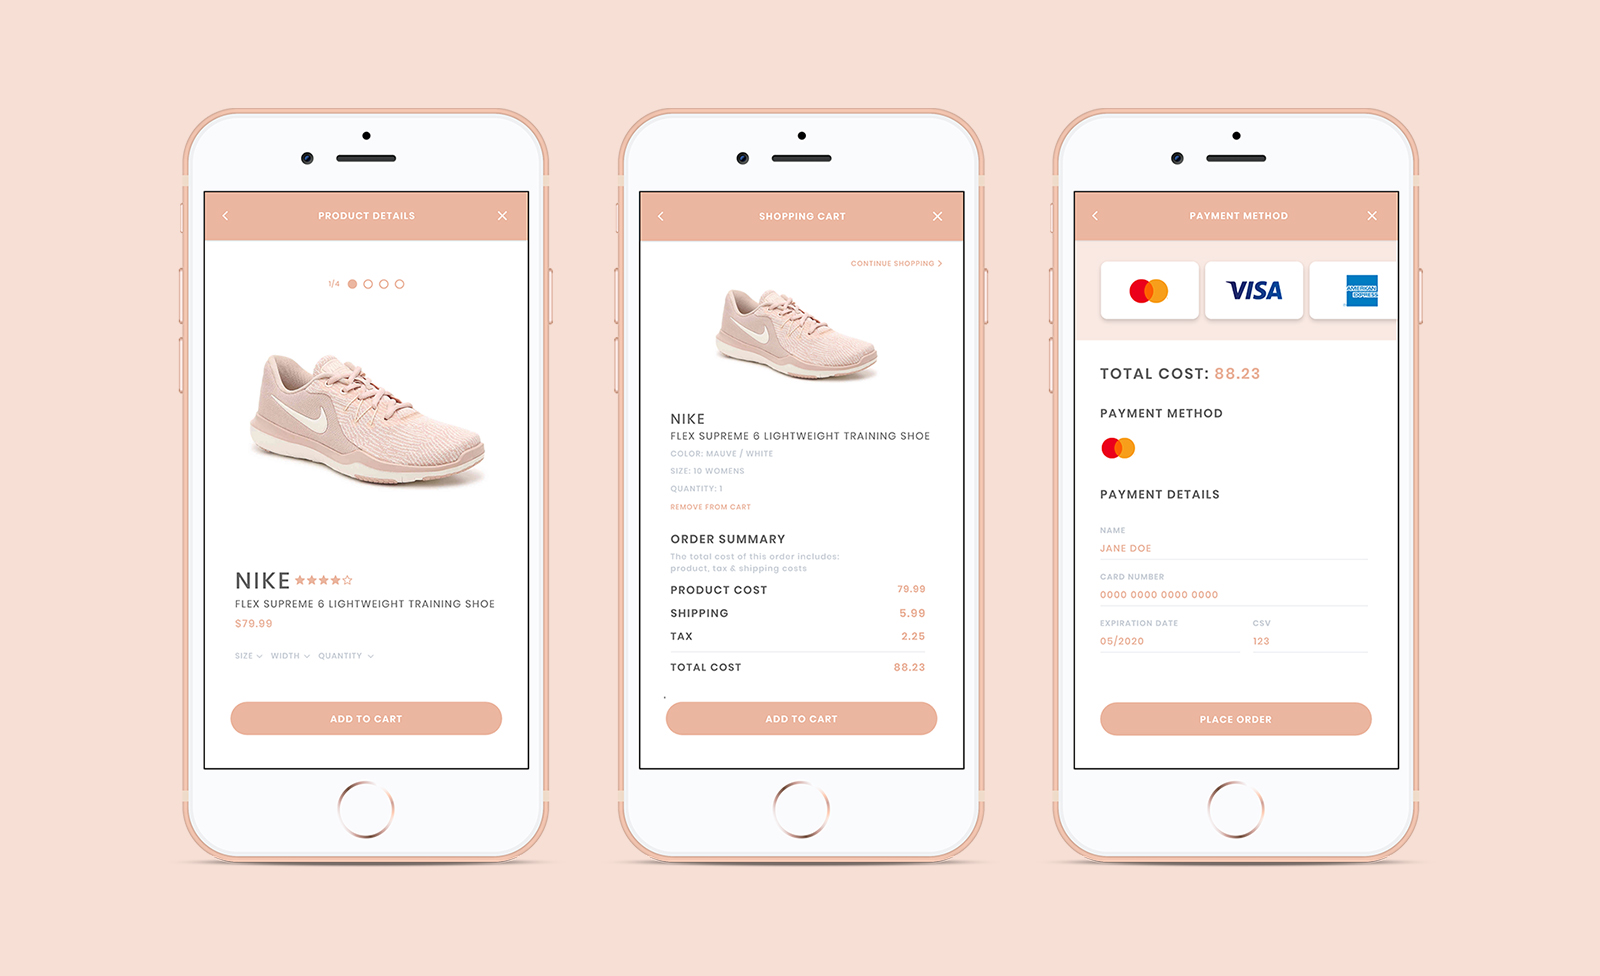 PRODUCT DETAILS
1/4
NIKE
FLEX SUPREME 6 LIGHTWEIGHT TRAINING SHOE
$79.99
SIZE WIDTH QUANTITY
ADD TO CART
SHOPPING CART
CONTINUE SHOPPING
NIKE
FLEX SUPREME 6 LIGHTWEIGHT TRAINING SHOE
COLOR: MAUVE / WHITE
SIZE: 10 WOMENS
QUANTITY: 1
REMOVE FROM CART
ORDER SUMMARY
The total cost of this order includes:
product, tax & shipping costs
PRODUCT COST 79.99
SHIPPING 5.99
TAX 2.25
TOTAL COST 88.23
ADD TO CART
PAYMENT METHOD
VISA
AMERICAN
EXPRESS
TOTAL COST: 88.23
PAYMENT METHOD
PAYMENT DETAILS
NAME
JANE DOE
CARD NUMBER
0000 0000 0000 0000
EXPIRATION DATE CSV
05/2020 123
PLACE ORDER